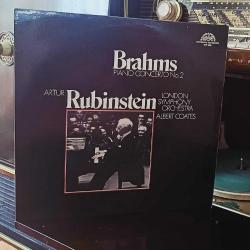 Brahms
PIANO CONCERTO No.2
ARTUR
Rubinstein
LONDON
SYMPHONY
ORCHESTRA
ALBERT COATES